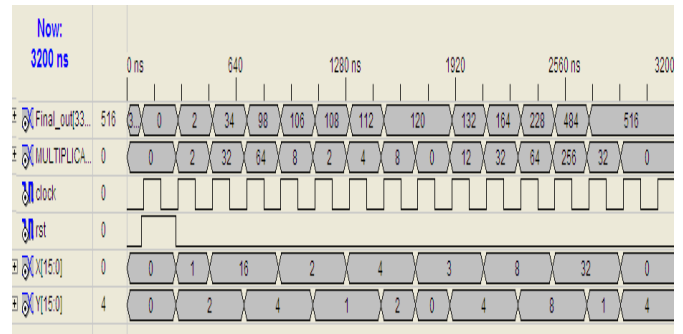 Now:
3200 ns
0 ns 640 1280 ns 1920 2560 ns 3200
Final_out[33... 516 3... 0 2 34 98 106 108 112 120 132 164 228 484 516
MULTIPLICA... 0 0 2 32 64 8 2 4 8 0 12 32 64 256 32 0
clock 0
rst 0
X[15:0] 0 0 1 16 2 4 3 8 32 0
Y[15:0] 4 0 2 4 1 2 0 4 8 1 4